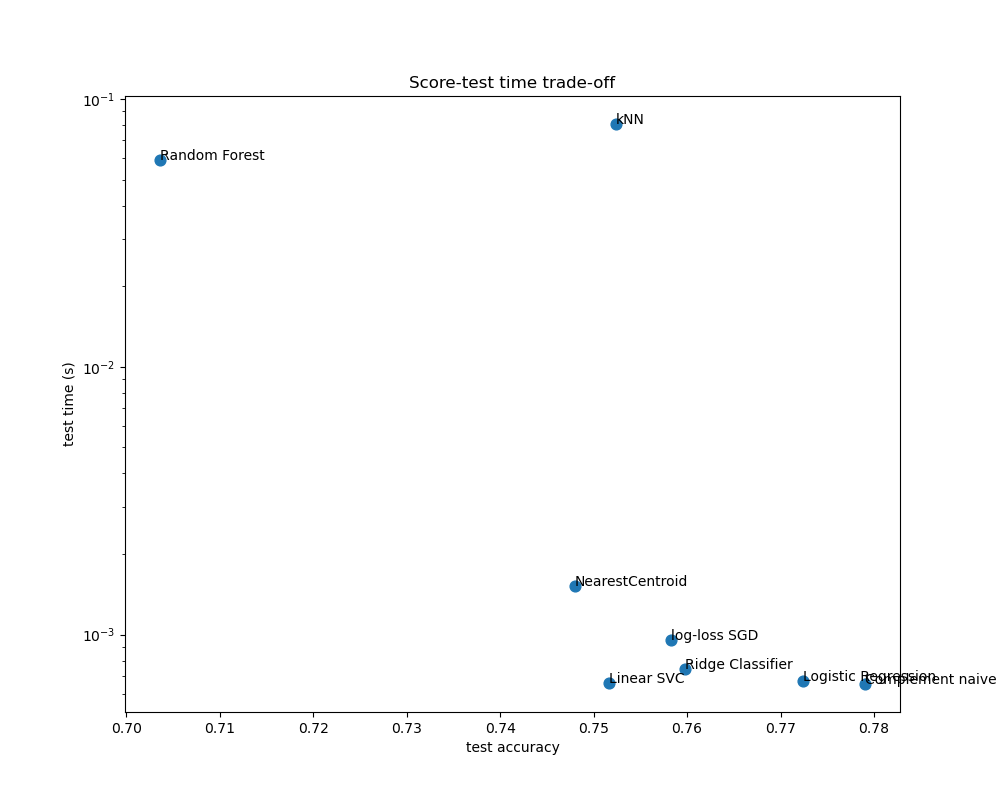 Score-test time trade-off
10⁻¹
kNN
Random Forest
10⁻²
test time (s)
NearestCentroid
10⁻³
log-loss SGD
Ridge Classifier
Linear SVC
Logistic Regression
Complement naive
0.70 0.71 0.72 0.73 0.74 0.75 0.76 0.77 0.78
test accuracy